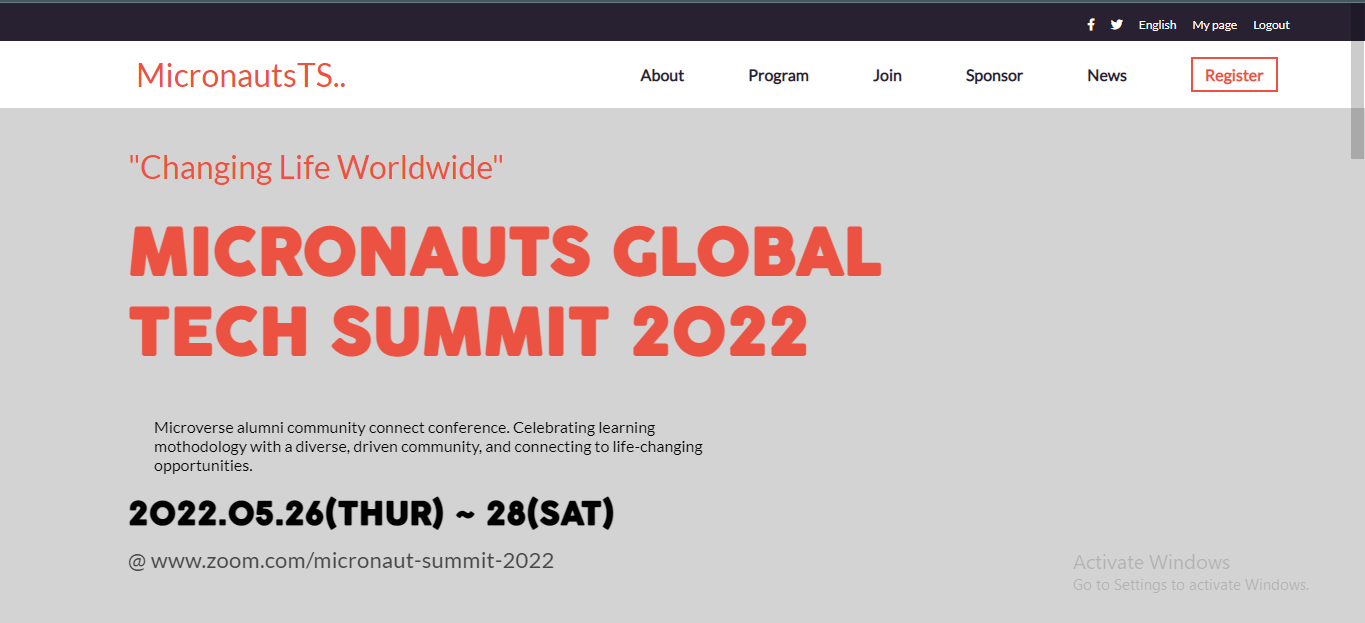 English My page Logout
MicronautsTS.. About Program Join Sponsor News Register
"Changing Life Worldwide"
MICRONAUTS GLOBAL
TECH SUMMIT 2022
Microverse alumni community connect conference. Celebrating learning
mothodology with a diverse, driven community, and connecting to life-changing
opportunities.
2022.05.26(THUR) ~ 28(SAT)
@ www.zoom.com/micronaut-summit-2022
Activate Windows
Go to Settings to activate Windows.